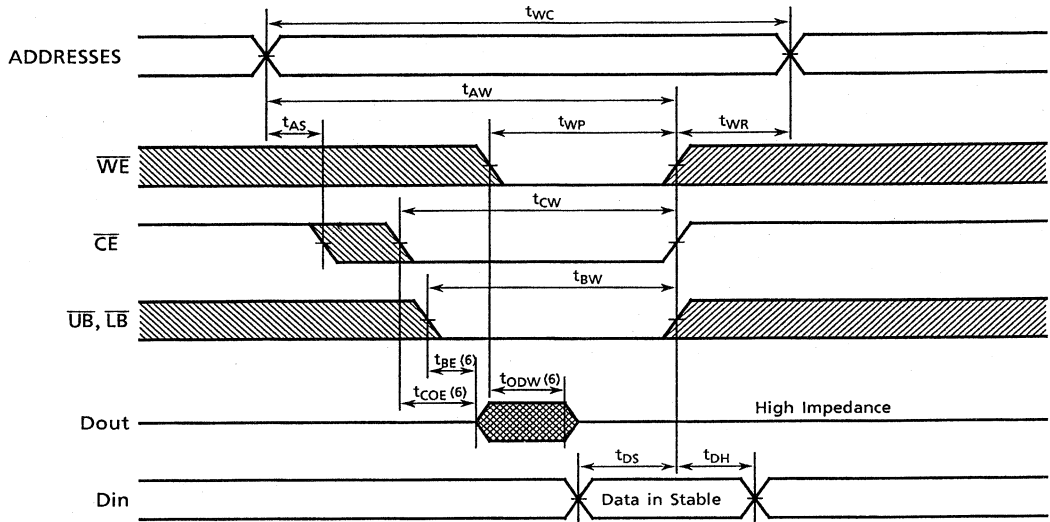 tWC
ADDRESSES
tAW
tAS
tWP
tWR
WE
tCW
CE
tBW
UB, LB
tBE (6)
tCOE (6)
tODW (6)
Dout
High Impedance
tDS
tDH
Din
Data in Stable